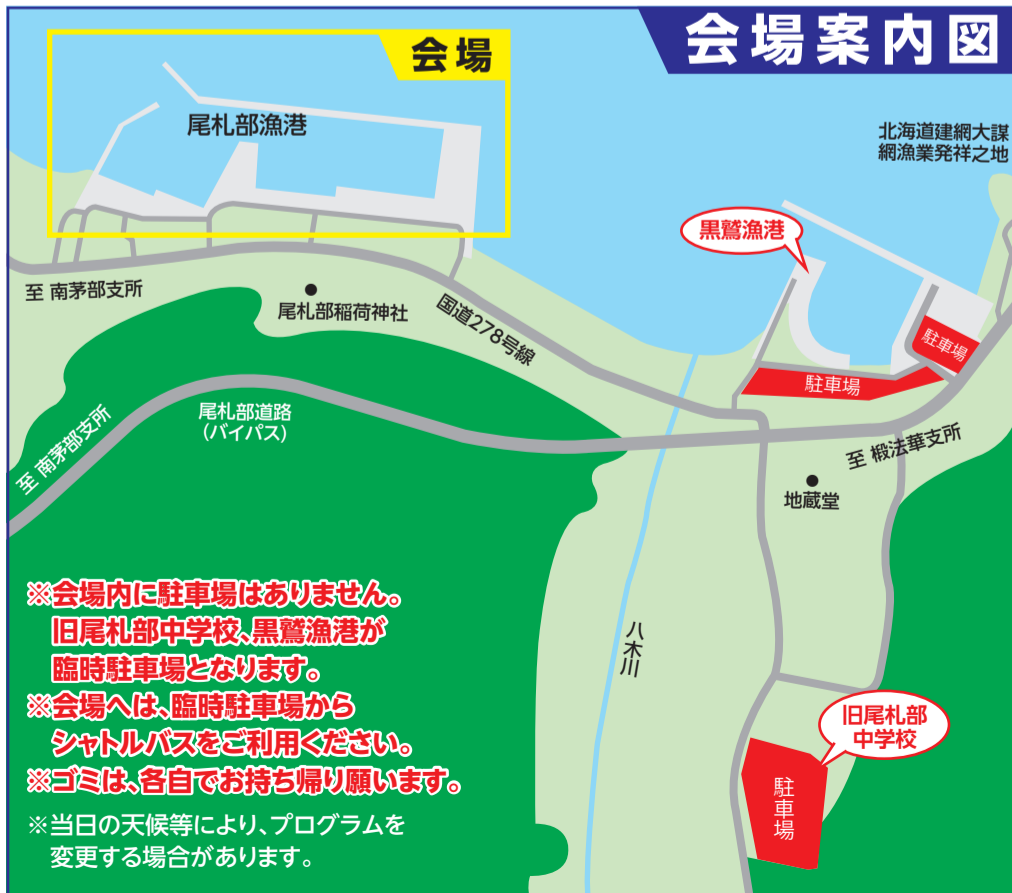 会場案内図
会場
尾札部漁港
北海道建網大謀
網漁業発祥之地
黒鷲漁港
至 南茅部支所
尾札部稲荷神社
国道278号線
駐車場
駐車場
尾札部道路
(バイパス)
至 南茅部支所
至 椴法華支所
地蔵堂
八木川
※会場内に駐車場はありません。
旧尾札部中学校、黒鷲漁港が
臨時駐車場となります。
※会場へは、臨時駐車場から
シャトルバスをご利用ください。
※ゴミは、各自でお持ち帰り願います。
※当日の天候等により、プログラムを
変更する場合があります。
旧尾札部
中学校
駐車場